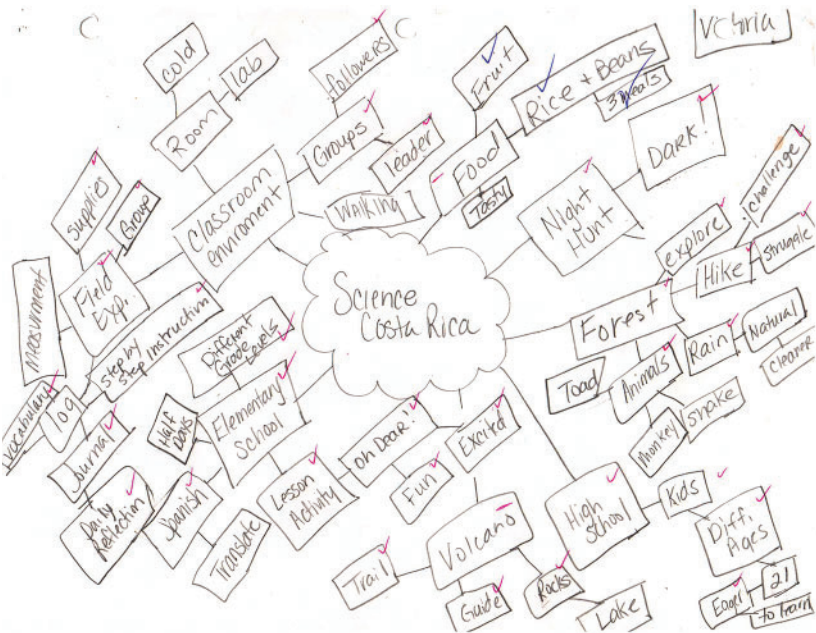 Victoria
Science
Costa Rica
Classroom
enviroment
Room
cold
lab
Groups
followers
leader
Walking
Field
Exp.
Supplies
Group
Measurment
Step by
Step instruction
log
Vocabulary
Journal
Daily
Reflection
Elementary
School
Different
Grade
Levels
Half
Days
Spanish
Translate
Lesson
Activity
Oh Dear!
Fun
Excited
Volcano
Trail
Guide
Rocks
Lake
High
School
Kids
Diff.
Ages
Eager
21
to learn
Forest
explore
Hike
challenge
Struggle
Rain
Natural
cleaner
Animals
Toad
Monkey
Snake
Night
Hunt
Dark!
Food
Fruit
Rice + Beans
3 meals
Tasty